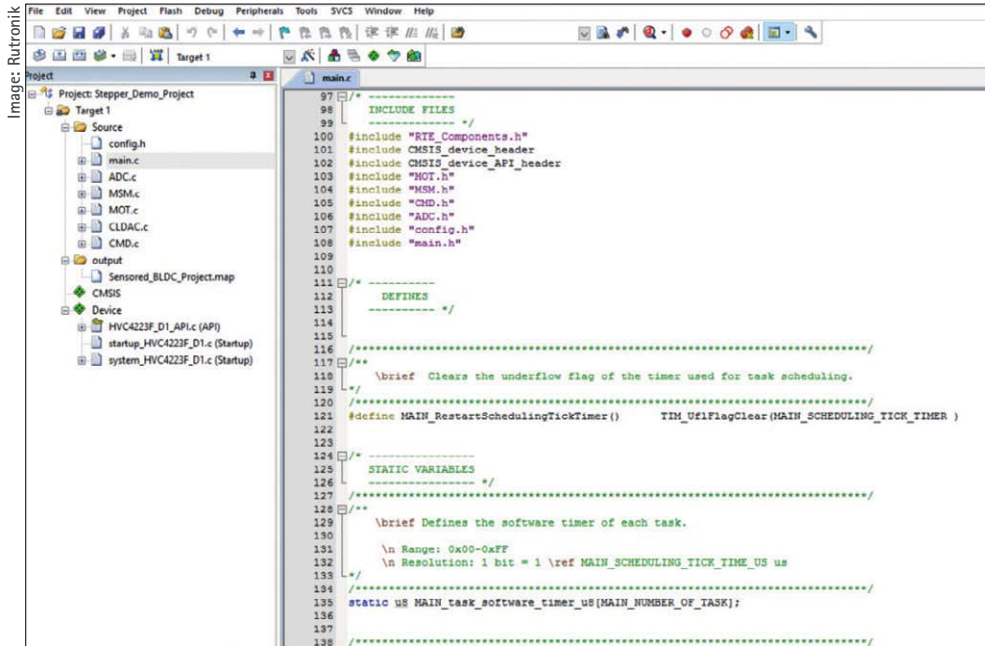 Image: Rutronik
File Edit View Project Flash Debug Peripherals Tools SVCS Window Help
Target 1
Project
Project: Stepper_Demo_Project
Target 1
Source
config.h
main.c
ADC.c
MSM.c
MOT.c
CLDAC.c
CMD.c
output
Sensored_BLDC_Project.map
CMSIS
Device
HVC4223F_D1_API.c (API)
startup_HVC4223F_D1.c (Startup)
system_HVC4223F_D1.c (Startup)
main.c
97 /* -------------
98 INCLUDE FILES
99 ------------- */
100 #include "RTE_Components.h"
101 #include CMSIS_device_header
102 #include CMSIS_device_API_header
103 #include "MOT.h"
104 #include "MSM.h"
105 #include "CMD.h"
106 #include "ADC.h"
107 #include "config.h"
108 #include "main.h"
109
110
111 /* ----------
112 DEFINES
113 ---------- */
114
115
116 /*****************************************************************************/
117 /**
118 \brief Clears the underflow flag of the timer used for task scheduling.
119 */
120 /*****************************************************************************/
121 #define MAIN_RestartSchedulingTickTimer() TIM_UflFlagClear(MAIN_SCHEDULING_TICK_TIMER )
122
123
124 /* ----------------
125 STATIC VARIABLES
126 ---------------- */
127 /*****************************************************************************/
128 /**
129 \brief Defines the software timer of each task.
130
131 \n Range: 0x00-0xFF
132 \n Resolution: 1 bit = 1 \ref MAIN_SCHEDULING_TICK_TIME_US us
133 */
134 /*****************************************************************************/
135 static u8 MAIN_task_software_timer_u8[MAIN_NUMBER_OF_TASK];
136
137
138 /*****************************************************************************/